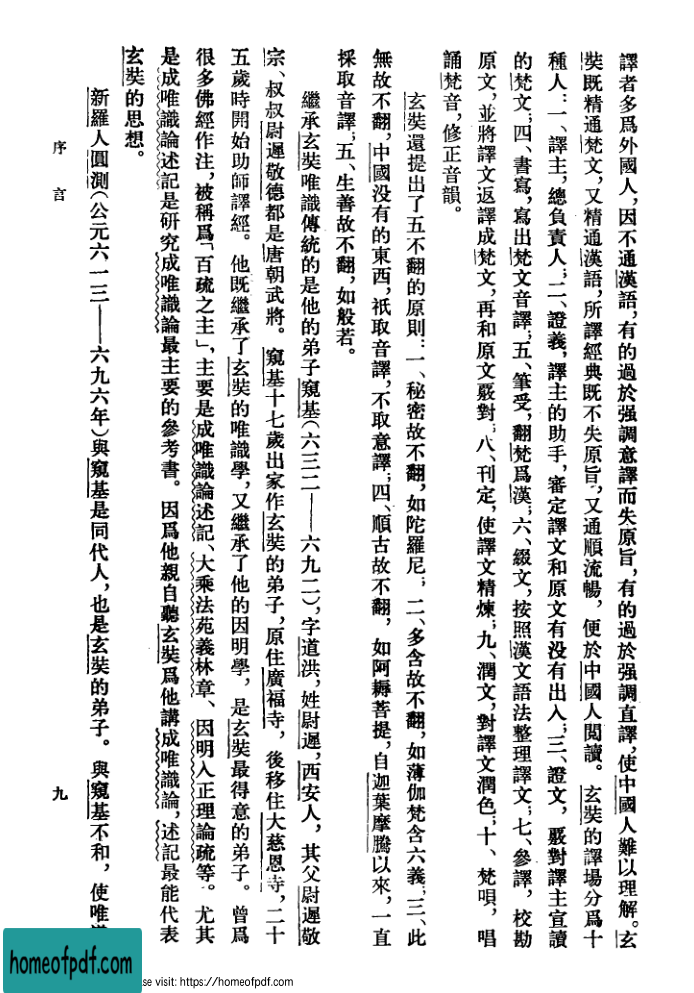 譯者多爲外國人，因不通漢語，有的過於强調意譯而失原旨，有的過於强調直譯，使中國人難以理解。玄
奘既精通梵文，又精通漢語，所譯經典既不失原旨，又通順流暢，便於中國人閱讀。玄奘的譯場分爲十
種人：一、譯主，總負責人；二、證義，譯主的助手，審定譯文和原文有没有出入；三、證文，覈對譯主宣讀
的梵文；四、書寫，寫出梵文音譯；五、筆受，翻梵爲漢；六、綴文，按照漢文語法整理譯文；七、參譯，校勘
原文，並將譯文返譯成梵文，再和原文覈對；八、刊定，使譯文精煉；九、潤文，對譯文潤色；十、梵唄，唱
誦梵音，修正音韻。
玄奘還提出了五不翻的原則：一、秘密故不翻，如陀羅尼；二、多含故不翻，如薄伽梵含六義；三、此
無故不翻，中國没有的東西，祇取音譯，不取意譯；四、順古故不翻，如阿耨菩提，自迦葉摩騰以來，一直
採取音譯；五、生善故不翻，如般若。
繼承玄奘唯識傳統的是他的弟子窺基（六三二——六九二），字道洪，姓尉遲，西安人，其父尉遲敬
宗、叔叔尉遲敬德都是唐朝武將。窺基十七歲出家作玄奘的弟子，原住廣福寺，後移住大慈恩寺，二十
五歲時開始助師譯經。他既繼承了玄奘的唯識學，又繼承了他的因明學，是玄奘最得意的弟子。曾爲
很多佛經作注，被稱爲「百疏之主」，主要是成唯識論述記、大乘法苑義林章、因明入正理論疏等。尤其
是成唯識論述記是研究成唯識論最主要的參考書。因爲他親自聽玄奘爲他講成唯識論，述記最能代表
玄奘的思想。
新羅人圓測（公元六一三——六九六年）與窺基是同代人，也是玄奘的弟子。與窺基不和，使唯
序言
九
homeofpdf.com
se visit: https://homeofpdf.com